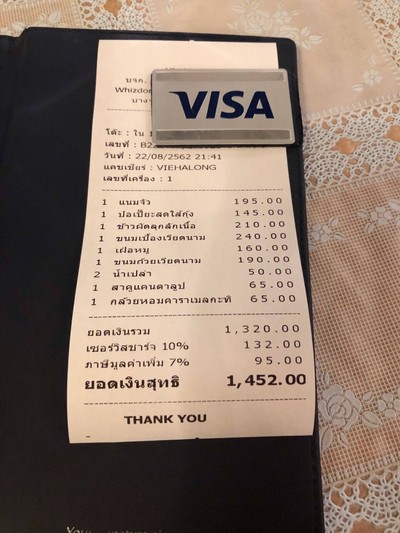 บจก.
Whizdom
VISA
โต๊ะ : ใน 1
เลขที่ : B2
วันที่ : 22/08/2562 21:41
แคชเชียร์ : VIEHALONG
เลขที่เครื่อง : 1
1 แนมจัว 195.00
1 ปอเปี๊ยะสดไส้กุ้ง 145.00
1 ข้าวผัดลุกลักเนื้อ 210.00
1 ขนมเบื้องเวียดนาม 240.00
1 เฝอหมู 160.00
1 ขนมถ้วยเวียดนาม 190.00
2 น้ำเปล่า 50.00
1 สาคูแคนตาลูป 65.00
1 กล้วยหอมคาราเมลกะทิ 65.00
ยอดเงินรวม 1,320.00
เซอร์วิสชาร์จ 10% 132.00
ภาษีมูลค่าเพิ่ม 7% 95.00
ยอดเงินสุทธิ 1,452.00
THANK YOU